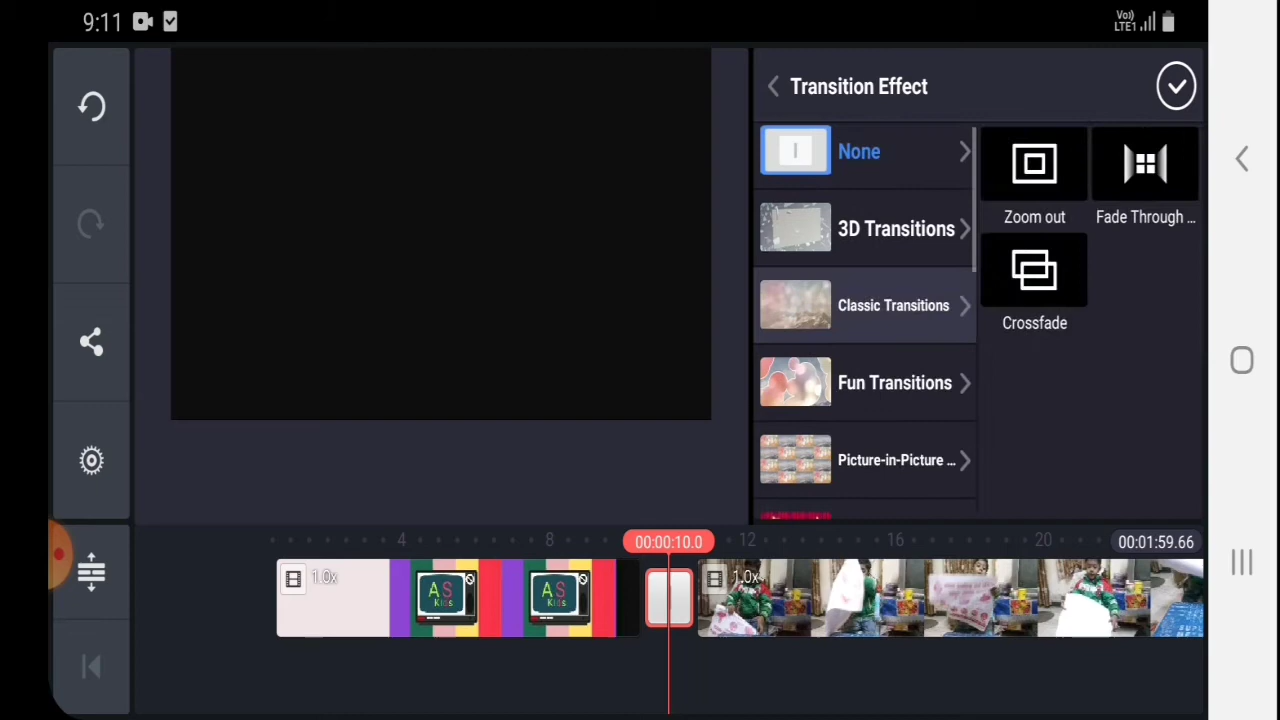 9:11
Vo)
LTE1
Transition Effect
None
3D Transitions
Classic Transitions
Fun Transitions
Picture-in-Picture ...
Zoom out
Fade Through ...
Crossfade
4
8
00:00:10.0
12
16
20
00:01:59.66
1.0x
AS
Kids
AS
Kids
1.0x